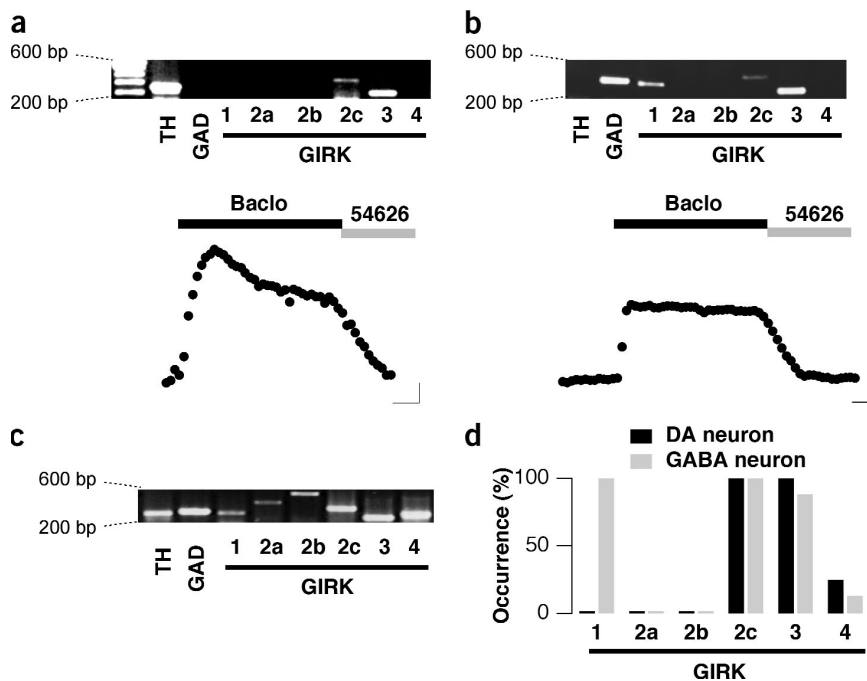 a
600 bp
200 bp
TH GAD 1 2a 2b 2c 3 4
GIRK
Baclo
54626
b
600 bp
200 bp
TH GAD 1 2a 2b 2c 3 4
GIRK
Baclo
54626
c
600 bp
200 bp
TH GAD 1 2a 2b 2c 3 4
GIRK
d
DA neuron
GABA neuron
Occurrence (%)
100
50
0
1 2a 2b 2c 3 4
GIRK